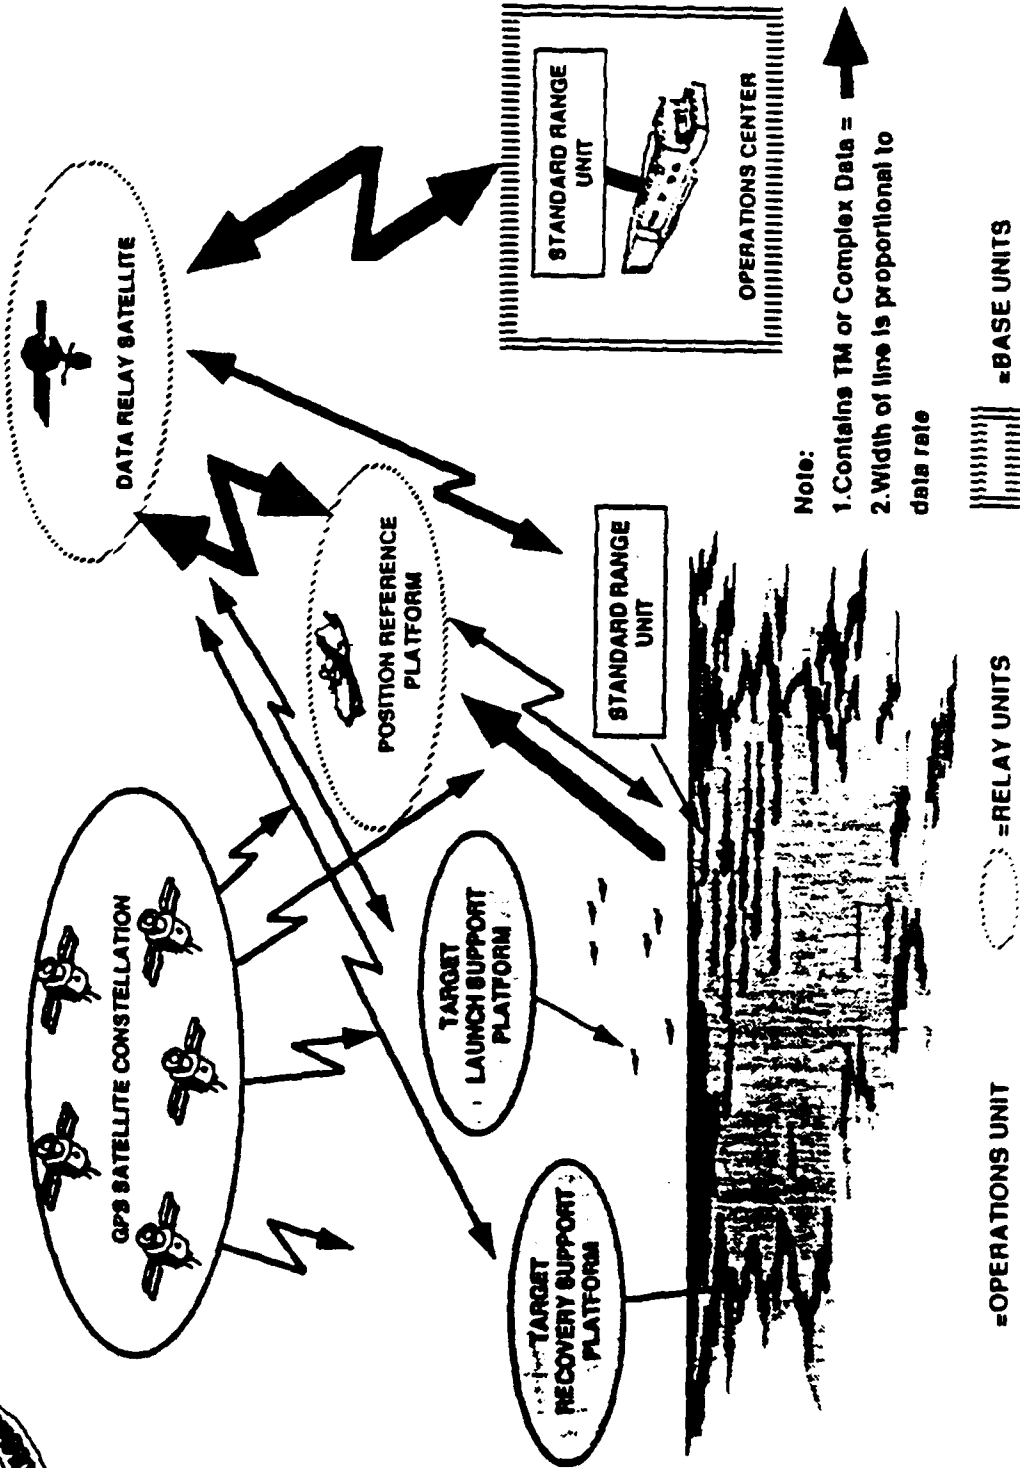 GPS SATELLITE CONSTELLATION
DATA RELAY SATELLITE
POSITION REFERENCE
PLATFORM
TARGET
LAUNCH SUPPORT
PLATFORM
TARGET
RECOVERY SUPPORT
PLATFORM
STANDARD RANGE
UNIT
STANDARD RANGE
UNIT
OPERATIONS CENTER
Note:
1.Contains TM or Complex Data =
2.Width of line is proportional to
data rate
=OPERATIONS UNIT
=RELAY UNITS
=BASE UNITS